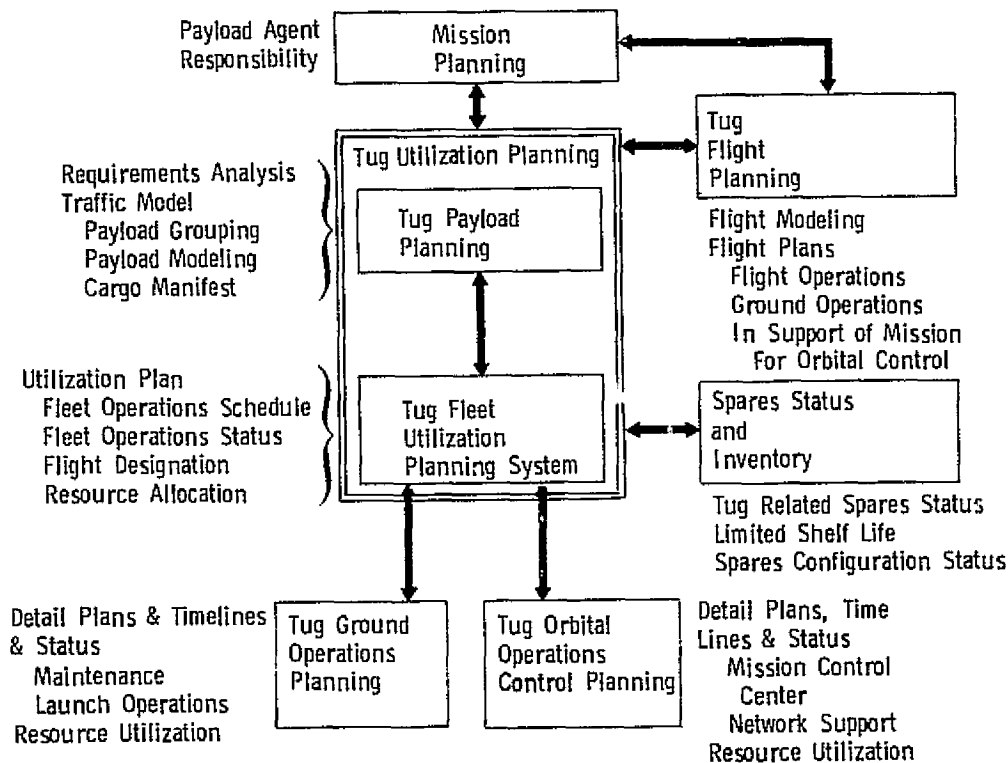 Payload Agent
Responsibility
Mission
Planning
Tug
Flight
Planning
Tug Utilization Planning
Requirements Analysis
Traffic Model
Payload Grouping
Payload Modeling
Cargo Manifest
Tug Payload
Planning
Flight Modeling
Flight Plans
Flight Operations
Ground Operations
In Support of Mission
For Orbital Control
Utilization Plan
Fleet Operations Schedule
Fleet Operations Status
Flight Designation
Resource Allocation
Tug Fleet
Utilization
Planning System
Spares Status
and
Inventory
Tug Related Spares Status
Limited Shelf Life
Spares Configuration Status
Detail Plans & Timelines
& Status
Maintenance
Launch Operations
Resource Utilization
Tug Ground
Operations
Planning
Tug Orbital
Operations
Control Planning
Detail Plans, Time
Lines & Status
Mission Control
Center
Network Support
Resource Utilization